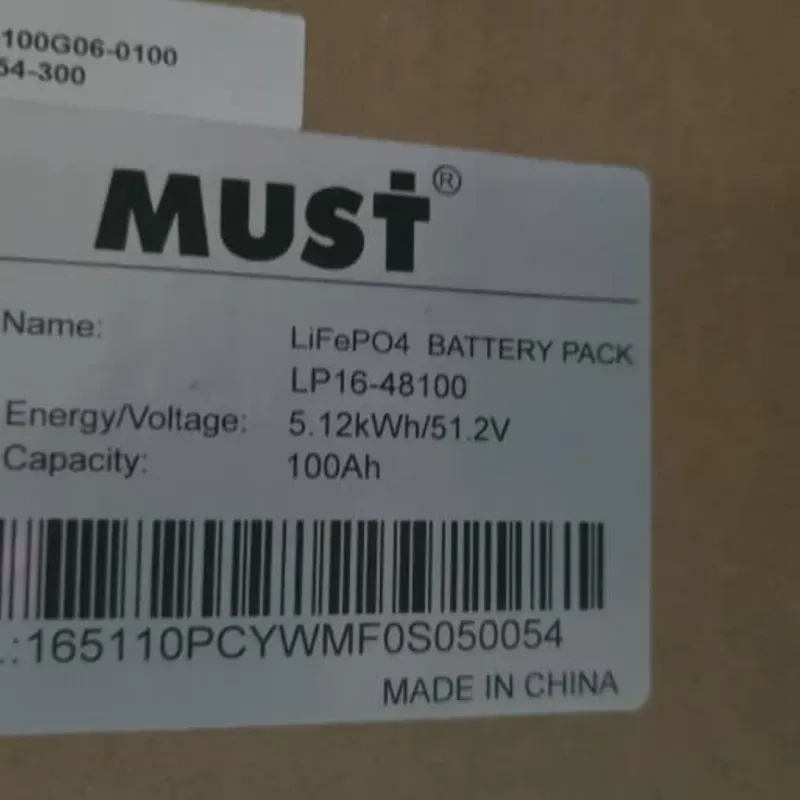 100G06-0100
54-300
MUST®
Name: LiFePO4 BATTERY PACK
LP16-48100
Energy/Voltage: 5.12kWh/51.2V
Capacity: 100Ah
.:165110PCYWMF0S050054
MADE IN CHINA